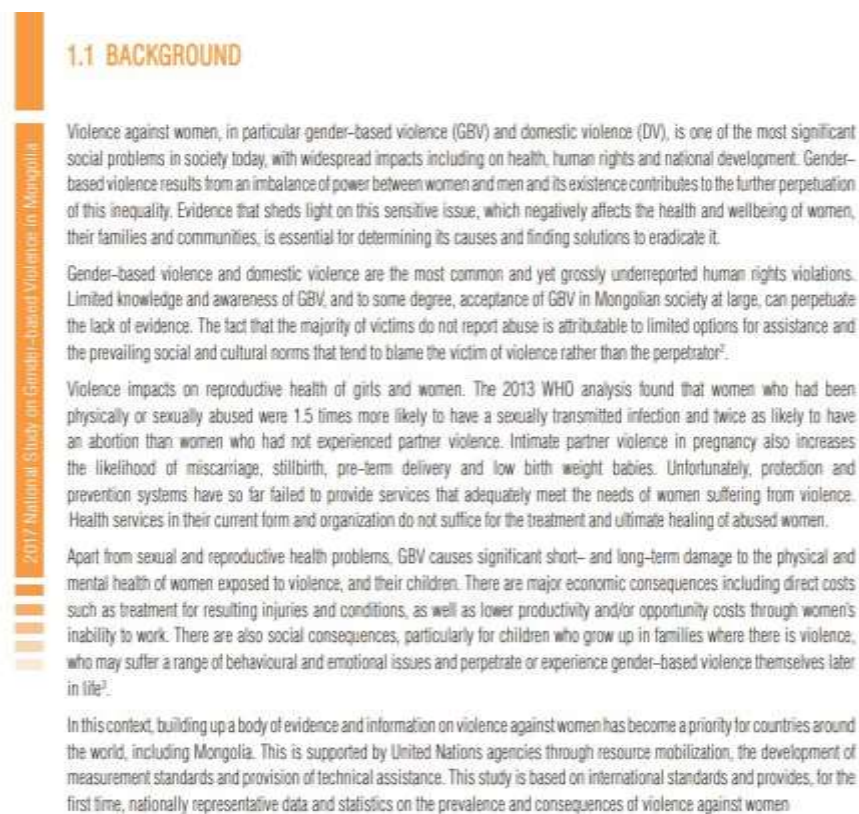 1.1 BACKGROUND
2017 National Study on Gender-based Violence in Mongolia
Violence against women, in particular gender-based violence (GBV) and domestic violence (DV), is one of the most significant
social problems in society today, with widespread impacts including on health, human rights and national development. Gender-
based violence results from an imbalance of power between women and men and its existence contributes to the further perpetuation
of this inequality. Evidence that sheds light on this sensitive issue, which negatively affects the health and wellbeing of women,
their families and communities, is essential for determining its causes and finding solutions to eradicate it.
Gender-based violence and domestic violence are the most common and yet grossly underreported human rights violations.
Limited knowledge and awareness of GBV, and to some degree, acceptance of GBV in Mongolian society at large, can perpetuate
the lack of evidence. The fact that the majority of victims do not report abuse is attributable to limited options for assistance and
the prevailing social and cultural norms that tend to blame the victim of violence rather than the perpetrator².
Violence impacts on reproductive health of girls and women. The 2013 WHO analysis found that women who had been
physically or sexually abused were 1.5 times more likely to have a sexually transmitted infection and twice as likely to have
an abortion than women who had not experienced partner violence. Intimate partner violence in pregnancy also increases
the likelihood of miscarriage, stillbirth, pre-term delivery and low birth weight babies. Unfortunately, protection and
prevention systems have so far failed to provide services that adequately meet the needs of women suffering from violence.
Health services in their current form and organization do not suffice for the treatment and ultimate healing of abused women.
Apart from sexual and reproductive health problems, GBV causes significant short- and long-term damage to the physical and
mental health of women exposed to violence, and their children. There are major economic consequences including direct costs
such as treatment for resulting injuries and conditions, as well as lower productivity and/or opportunity costs through women's
inability to work. There are also social consequences, particularly for children who grow up in families where there is violence,
who may suffer a range of behavioural and emotional issues and perpetrate or experience gender-based violence themselves later
in life³.
In this context, building up a body of evidence and information on violence against women has become a priority for countries around
the world, including Mongolia. This is supported by United Nations agencies through resource mobilization, the development of
measurement standards and provision of technical assistance. This study is based on international standards and provides, for the
first time, nationally representative data and statistics on the prevalence and consequences of violence against women